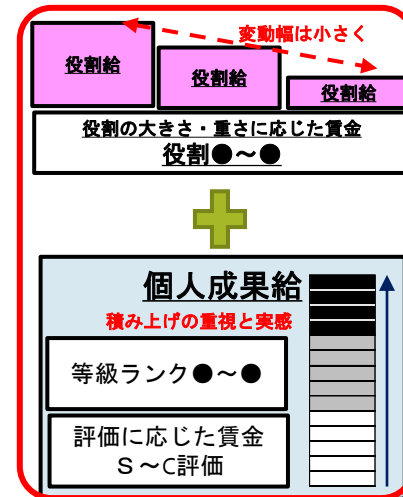 変動幅は小さく
役割給
役割給
役割給
役割の大きさ・重さに応じた賃金
役割●～●
個人成果給
積み上げの重視と実感
等級ランク●～●
評価に応じた賃金
S～C評価